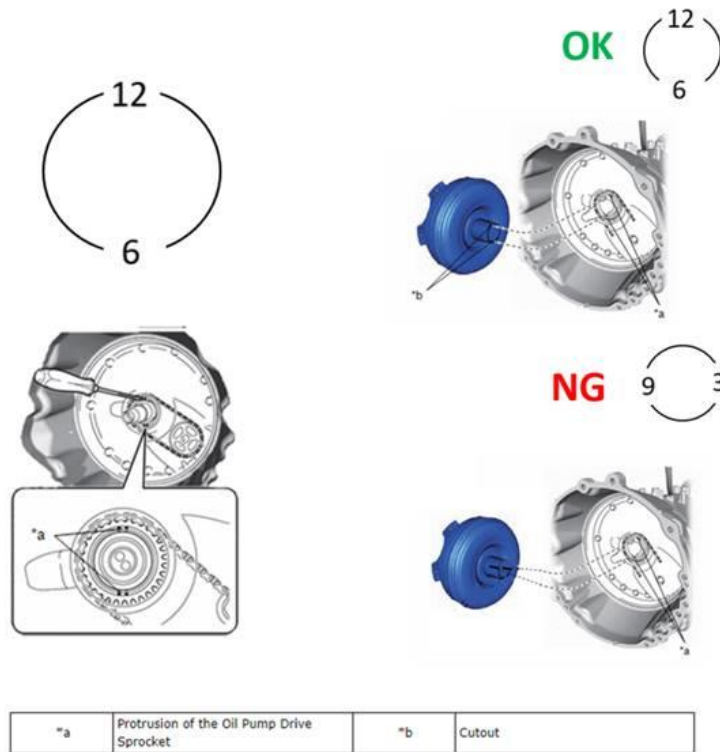 12
6
OK
12
6
*b
*a
NG
9
3
*a
*a
*a
Protrusion of the Oil Pump Drive
Sprocket
*b
Cutout